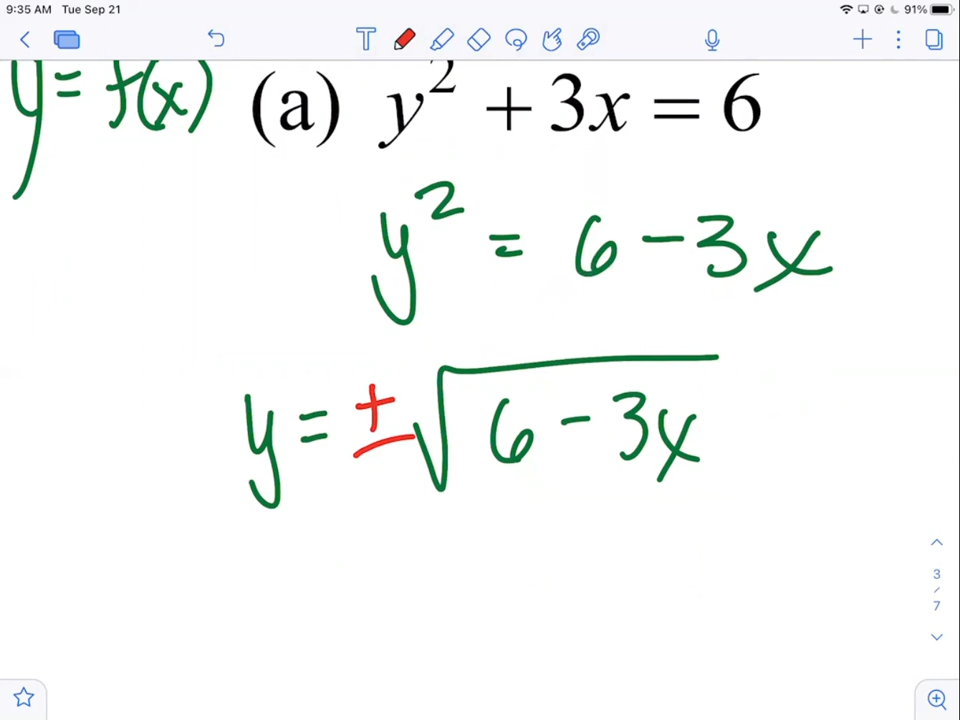 9:35 AM Tue Sep 21 91%
T
y = f(x) (a) y² + 3x = 6
y² = 6 - 3x
y = ±√(6 - 3x)
3
/
7